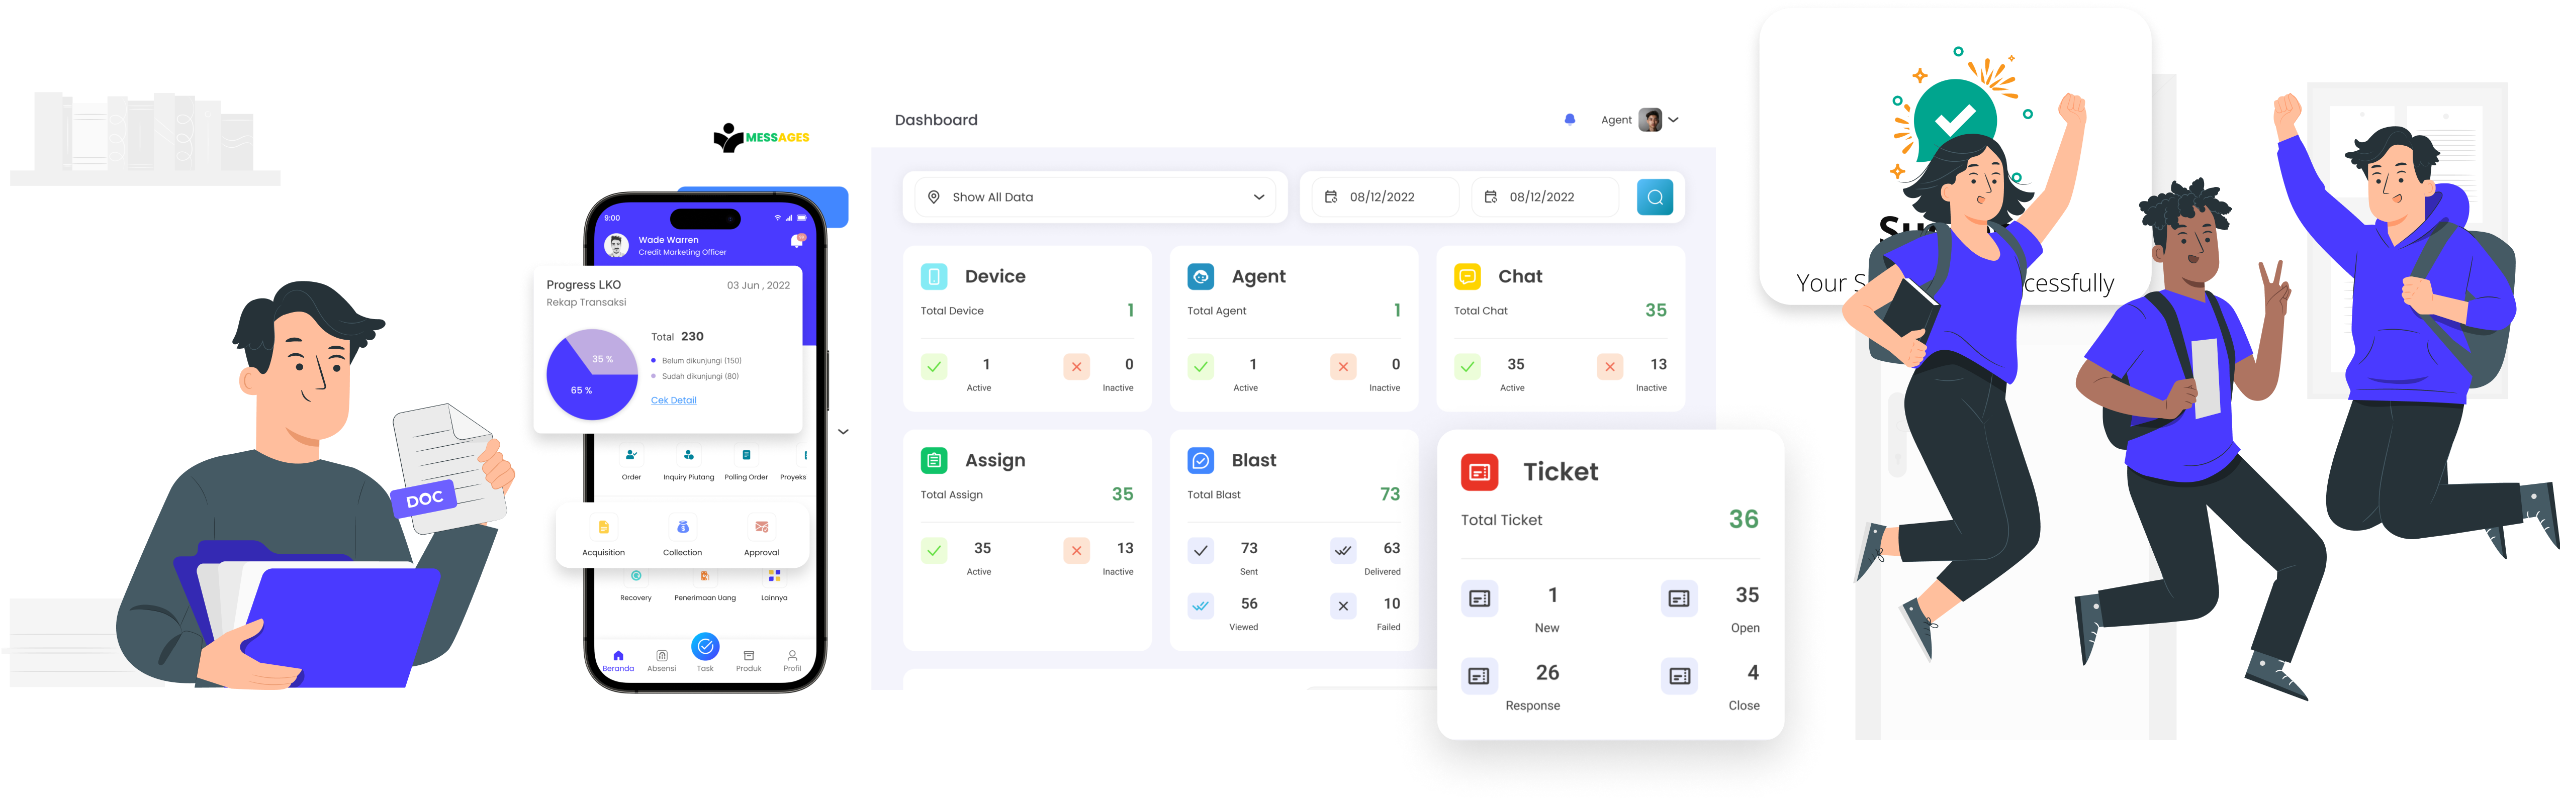 DOC
MESSAGES
9:00
Wade Warren
Credit Marketing Officer
Progress LKO
03 Jun , 2022
Rekap Transaksi
35 %
65 %
Total 230
Belum dikunjungi (150)
Sudah dikunjungi (80)
Cek Detail
Order
Inquiry Piutang
Polling Order
Proyeks
Acquisition
Collection
Approval
Recovery
Penerimaan Uang
Lainnya
Beranda
Absensi
Task
Produk
Profil
Dashboard
Agent
Show All Data
08/12/2022
08/12/2022
Device
Total Device 1
1 0
Active Inactive
Agent
Total Agent 1
1 0
Active Inactive
Chat
Total Chat 35
35 13
Active Inactive
Assign
Total Assign 35
35 13
Active Inactive
Blast
Total Blast 73
73 63
Sent Delivered
56 10
Viewed Failed
Ticket
Total Ticket 36
1 35
New Open
26 4
Response Close
Your S cessfully